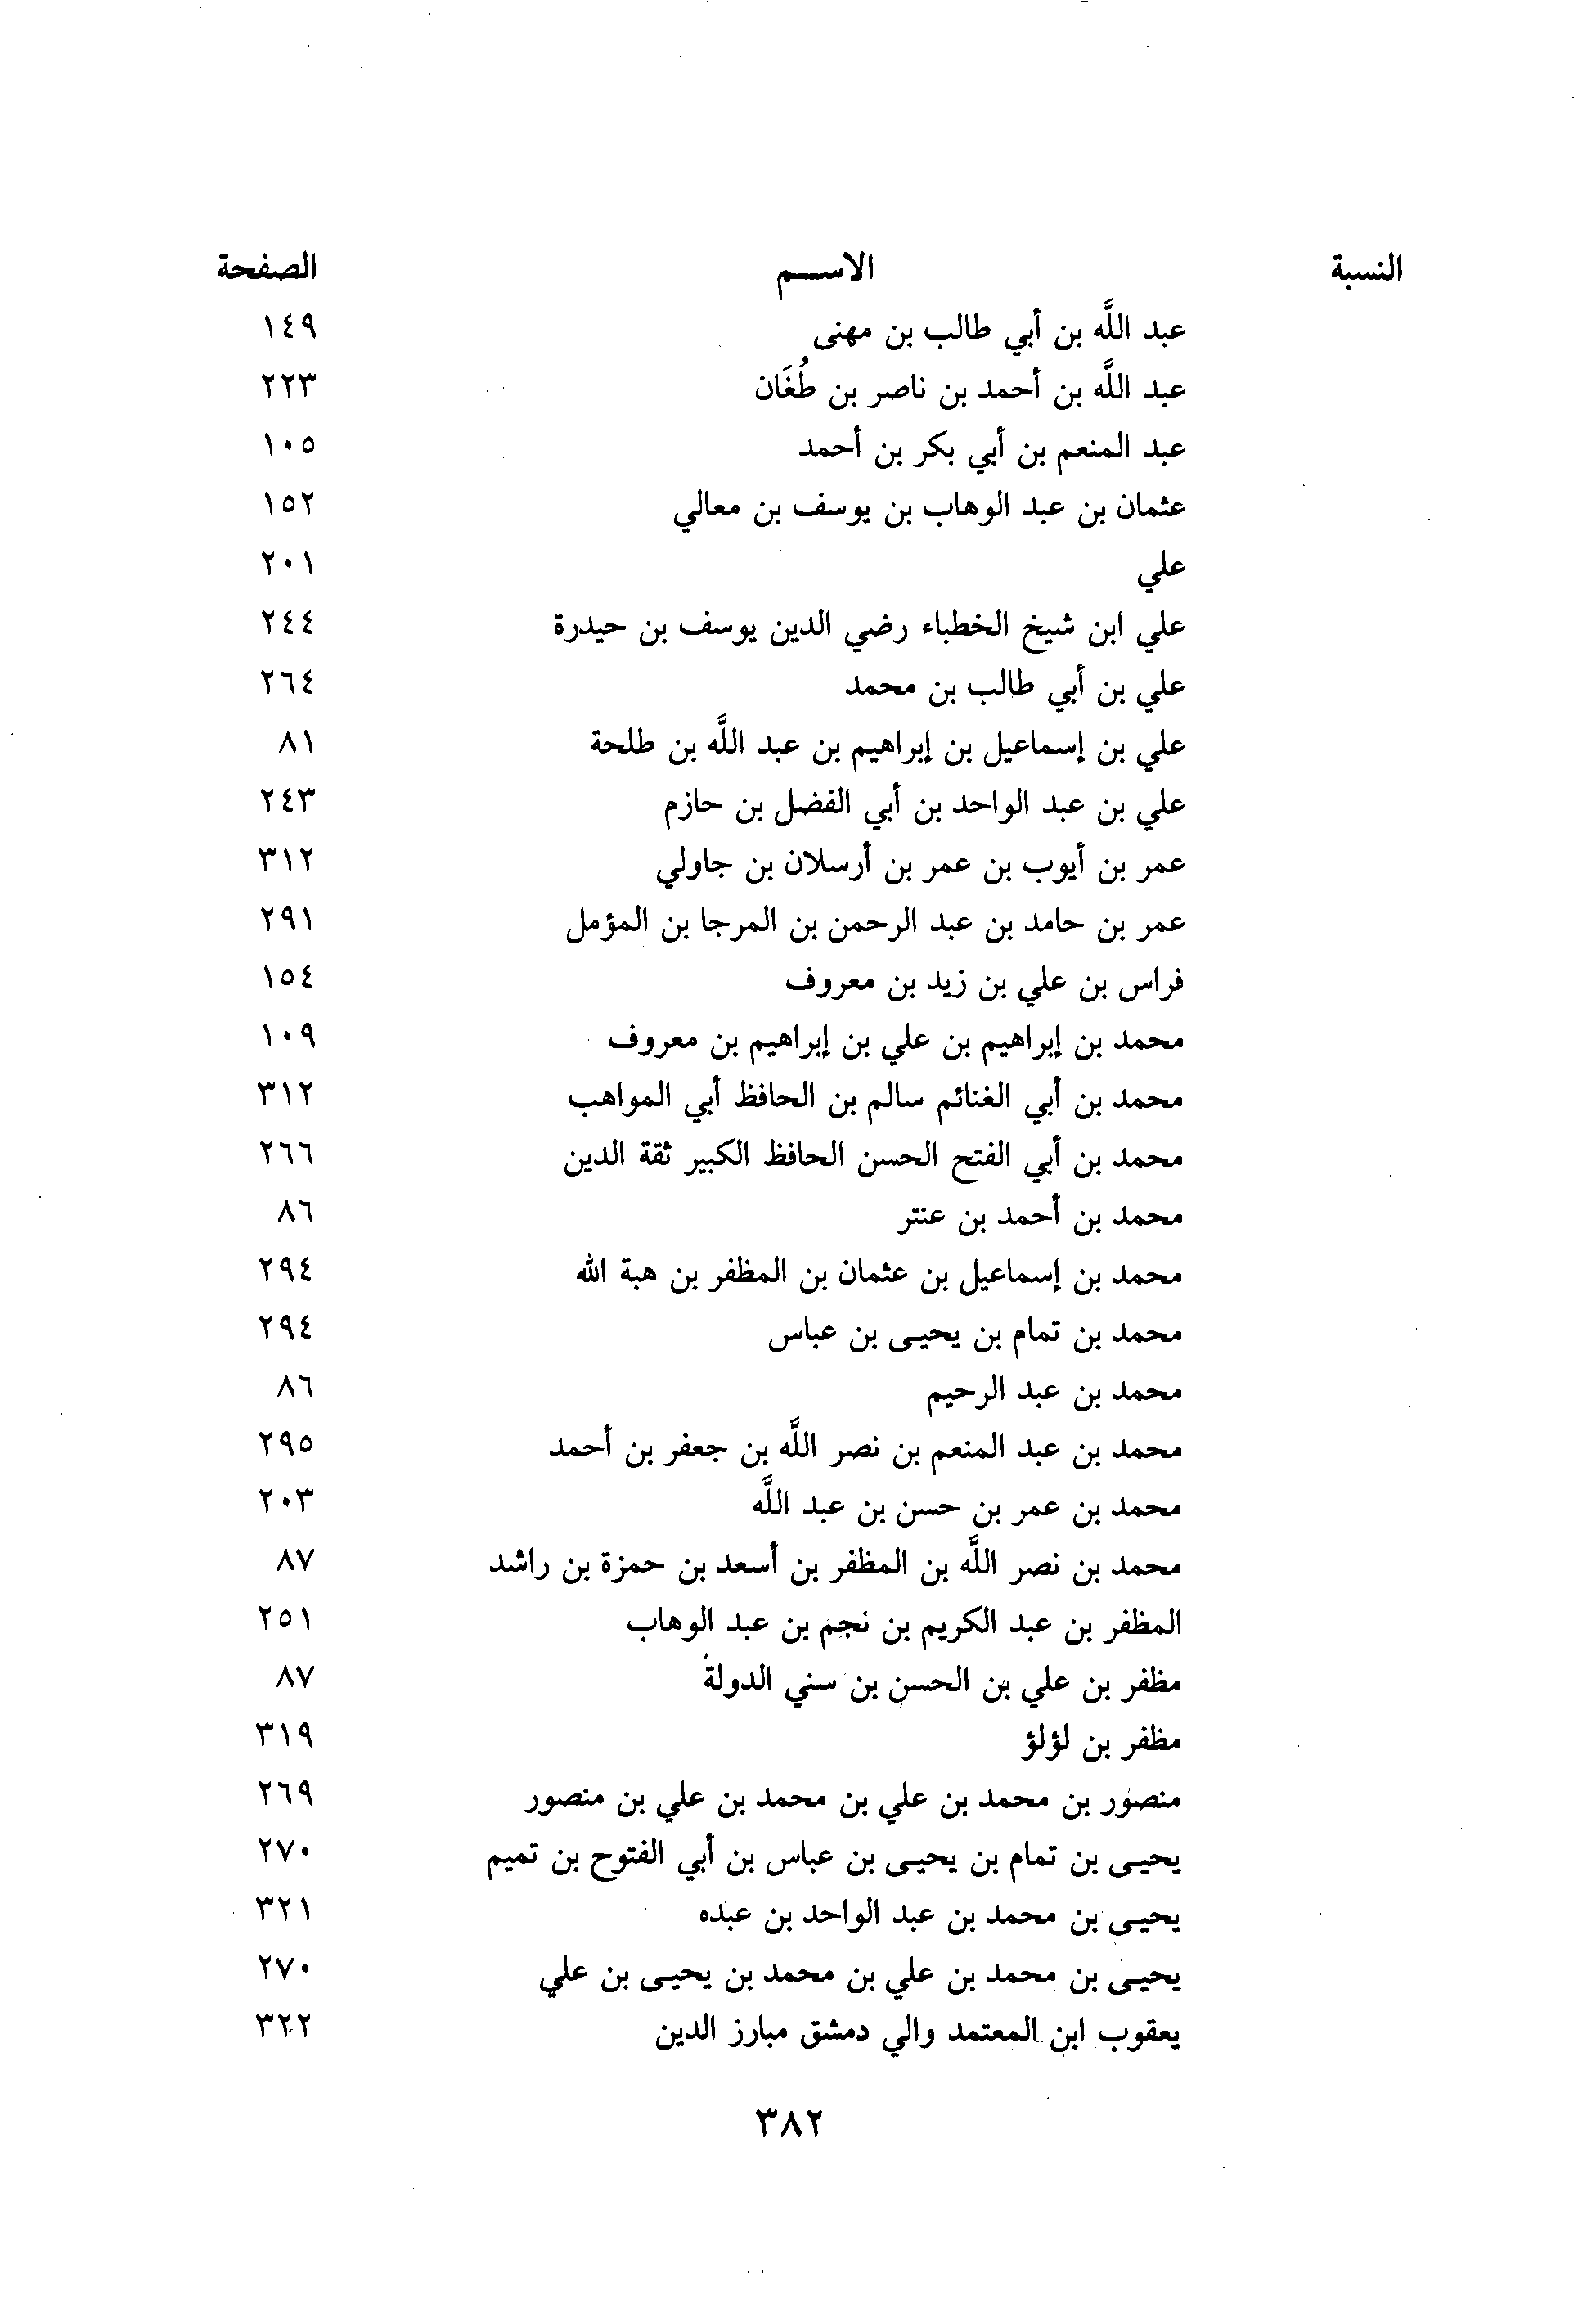 النسبة الاســم الصفحة
عبد اللَّه بن أبي طالب بن مهنى ١٤٩
عبد اللَّه بن أحمد بن ناصر بن طُغَان ٢٢٣
عبد المنعم بن أبي بكر بن أحمد ١٠٥
عثمان بن عبد الوهاب بن يوسف بن معالي ١٥٢
علي ٢٠١
علي ابن شيخ الخطباء رضي الدين يوسف بن حيدرة ٢٤٤
علي بن أبي طالب بن محمد ٢٦٤
علي بن إسماعيل بن إبراهيم بن عبد اللَّه بن طلحة ٨١
علي بن عبد الواحد بن أبي الفضل بن حازم ٢٤٣
عمر بن أيوب بن عمر بن أرسلان بن جاولي ٣١٢
عمر بن حامد بن عبد الرحمن بن المرجا بن المؤمل ٢٩١
فراس بن علي بن زيد بن معروف ١٥٤
محمد بن إبراهيم بن علي بن إبراهيم بن معروف ١٠٩
محمد بن أبي الغنائم سالم بن الحافظ أبي المواهب ٣١٢
محمد بن أبي الفتح الحسن الحافظ الكبير ثقة الدين ٢٦٦
محمد بن أحمد بن عنتر ٨٦
محمد بن إسماعيل بن عثمان بن المظفر بن هبة الله ٢٩٤
محمد بن تمام بن يحيـى بن عباس ٢٩٤
محمد بن عبد الرحيم ٨٦
محمد بن عبد المنعم بن نصر اللَّه بن جعفر بن أحمد ٢٩٥
محمد بن عمر بن حسن بن عبد اللَّه ٢٠٣
محمد بن نصر اللَّه بن المظفر بن أسعد بن حمزة بن راشد ٨٧
المظفر بن عبد الكريم بن نجم بن عبد الوهاب ٢٥١
مظفر بن علي بن الحسن بن سني الدولة ٨٧
مظفر بن لؤلؤ ٣١٩
منصور بن محمد بن علي بن محمد بن علي بن منصور ٢٦٩
يحيـى بن تمام بن يحيـى بن عباس بن أبي الفتوح بن تميم ٢٧٠
يحيـى بن محمد بن عبد الواحد بن عبده ٣٢١
يحيـى بن محمد بن علي بن محمد بن يحيـى بن علي ٢٧٠
يعقوب ابن المعتمد والي دمشق مبارز الدين ٣٢٢
٣٨٢